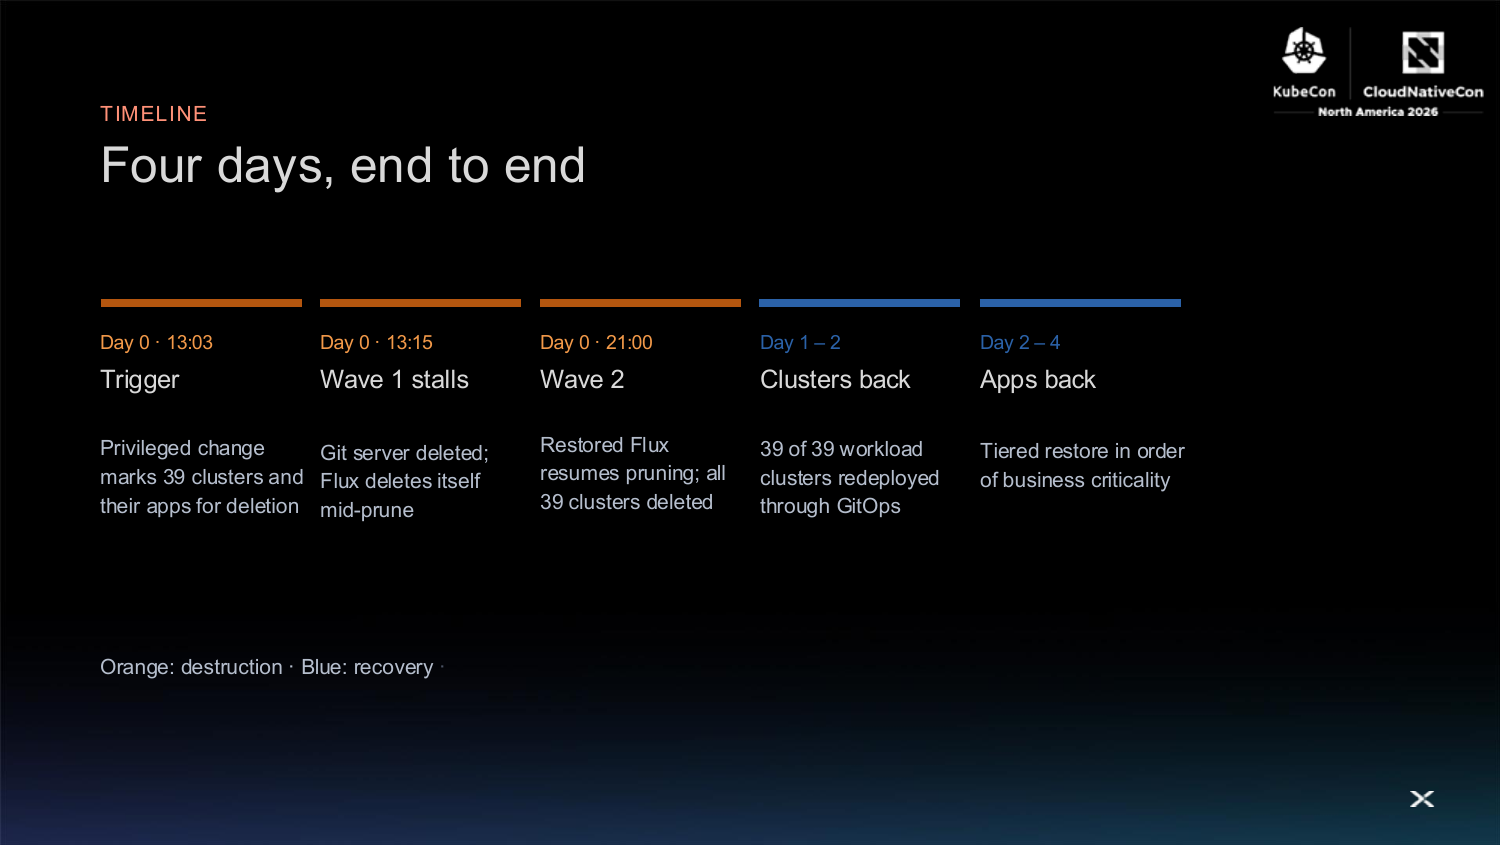 KubeCon
CloudNativeCon
North America 2026
TIMELINE
Four days, end to end
Day 0 · 13:03
Trigger
Privileged change
marks 39 clusters and
their apps for deletion
Day 0 · 13:15
Wave 1 stalls
Git server deleted;
Flux deletes itself
mid-prune
Day 0 · 21:00
Wave 2
Restored Flux
resumes pruning; all
39 clusters deleted
Day 1 – 2
Clusters back
39 of 39 workload
clusters redeployed
through GitOps
Day 2 – 4
Apps back
Tiered restore in order
of business criticality
Orange: destruction · Blue: recovery ·